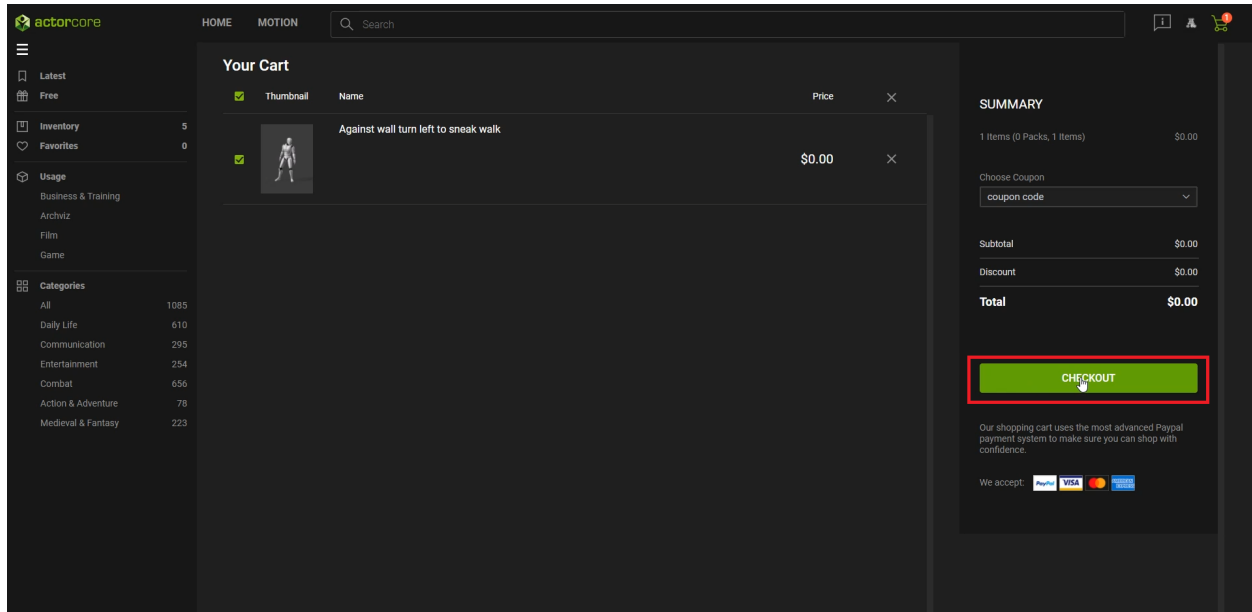 actorcore
HOME MOTION Search 1
Latest
Free
Inventory 5
Favorites 0
Usage
Business & Training
Archviz
Film
Game
Categories
All 1085
Daily Life 610
Communication 295
Entertainment 254
Combat 656
Action & Adventure 78
Medieval & Fantasy 223
Your Cart
Thumbnail Name Price
Against wall turn left to sneak walk
$0.00
SUMMARY
1 Items (0 Packs, 1 Items) $0.00
Choose Coupon
coupon code
Subtotal $0.00
Discount $0.00
Total $0.00
CHECKOUT
Our shopping cart uses the most advanced Paypal
payment system to make sure you can shop with
confidence.
We accept: PayPal VISA